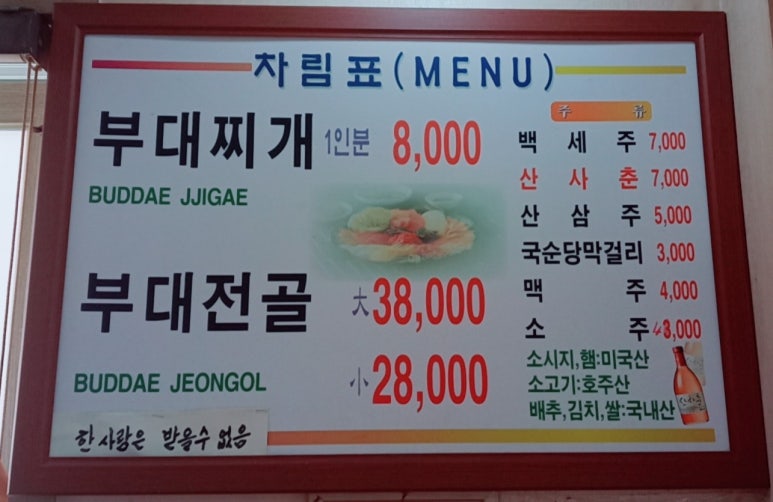 차림표(MENU)
부대찌개 1인분 8,000
BUDDAE JJIGAE
부대전골 大 38,000
小 28,000
BUDDAE JEONGOL
한사람은 받을수 없음
주 류
백 세 주 7,000
산 사 춘 7,000
산 삼 주 5,000
국순당막걸리 3,000
맥 주 4,000
소 주 3,000
소시지,햄:미국산
소고기:호주산
배추,김치,쌀:국내산